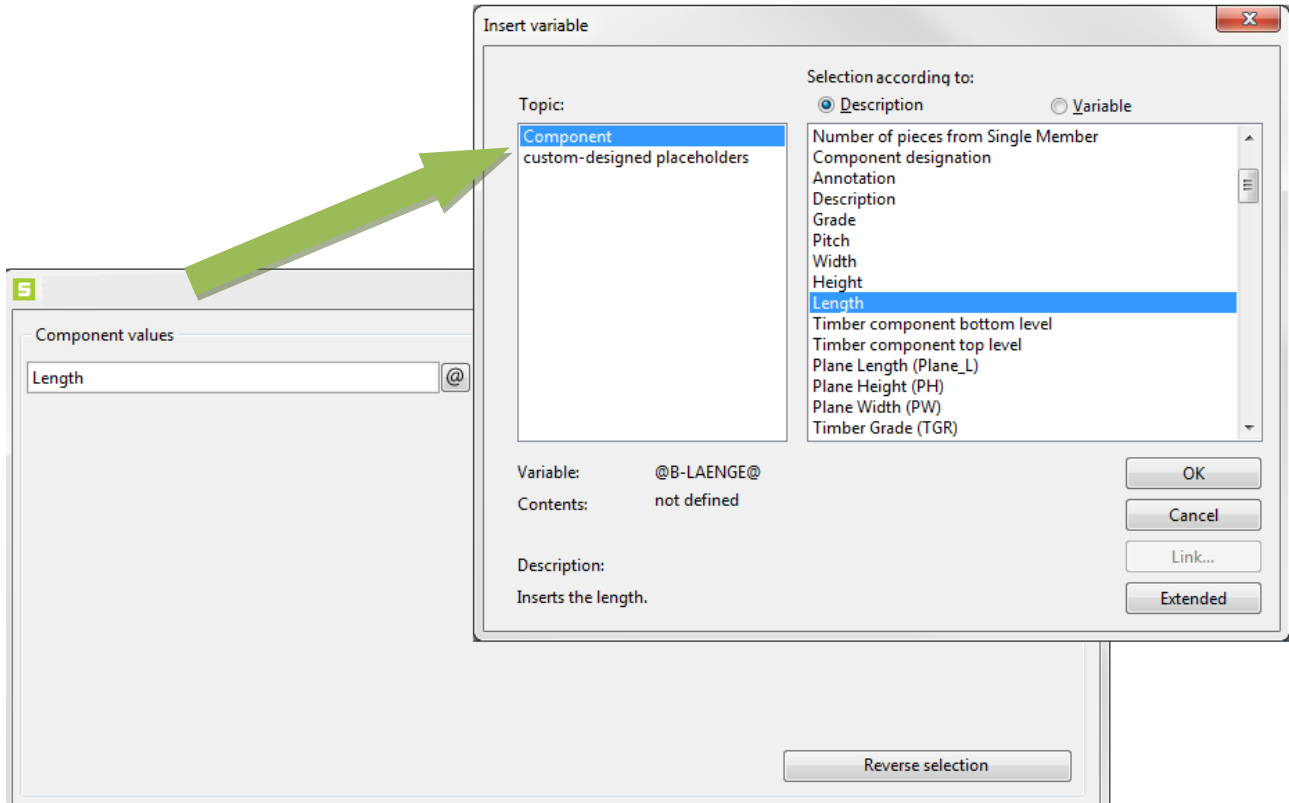 Insert variable
X
Selection according to:
Topic:
Description
Variable
Component
custom-designed placeholders
Number of pieces from Single Member
Component designation
Annotation
Description
Grade
Pitch
Width
Height
Length
Timber component bottom level
Timber component top level
Plane Length (Plane_L)
Plane Height (PH)
Plane Width (PW)
Timber Grade (TGR)
Variable: @B-LAENGE@
Contents: not defined
Description:
Inserts the length.
OK
Cancel
Link...
Extended
S
Component values
Length @
Reverse selection